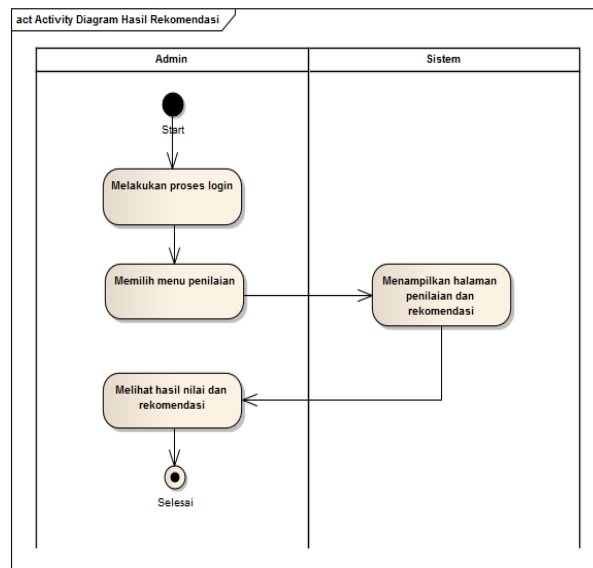 act Activity Diagram Hasil Rekomendasi
Admin
Sistem
Start
Melakukan proses login
Memilih menu penilaian
Menampilkan halaman
penilaian dan
rekomendasi
Melihat hasil nilai dan
rekomendasi
Selesai